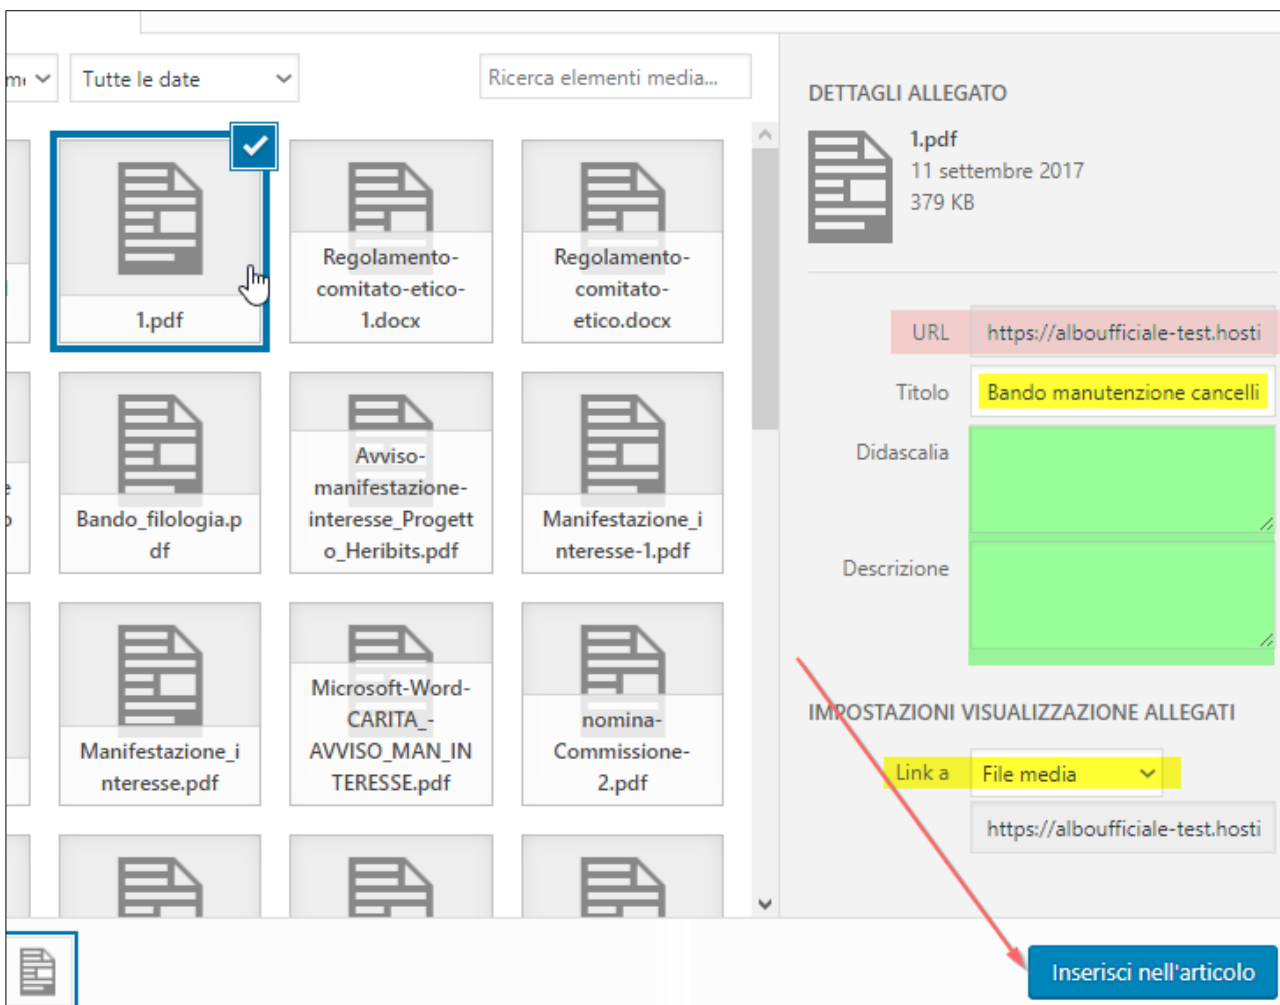 Tutte le date
Ricerca elementi media...
1.pdf
Regolamento-
comitato-etico-
1.docx
Regolamento-
comitato-
etico.docx
Bando_filologia.p
df
Avviso-
manifestazione-
interesse_Progett
o_Heribits.pdf
Manifestazione_i
nteresse-1.pdf
Manifestazione_i
nteresse.pdf
Microsoft-Word-
CARITA_-
AVVISO_MAN_IN
TERESSE.pdf
nomina-
Commissione-
2.pdf
DETTAGLI ALLEGATO
1.pdf
11 settembre 2017
379 KB
URL https://alboufficiale-test.hosti
Titolo Bando manutenzione cancelli
Didascalia
Descrizione
IMPOSTAZIONI VISUALIZZAZIONE ALLEGATI
Link a File media
https://alboufficiale-test.hosti
Inserisci nell'articolo